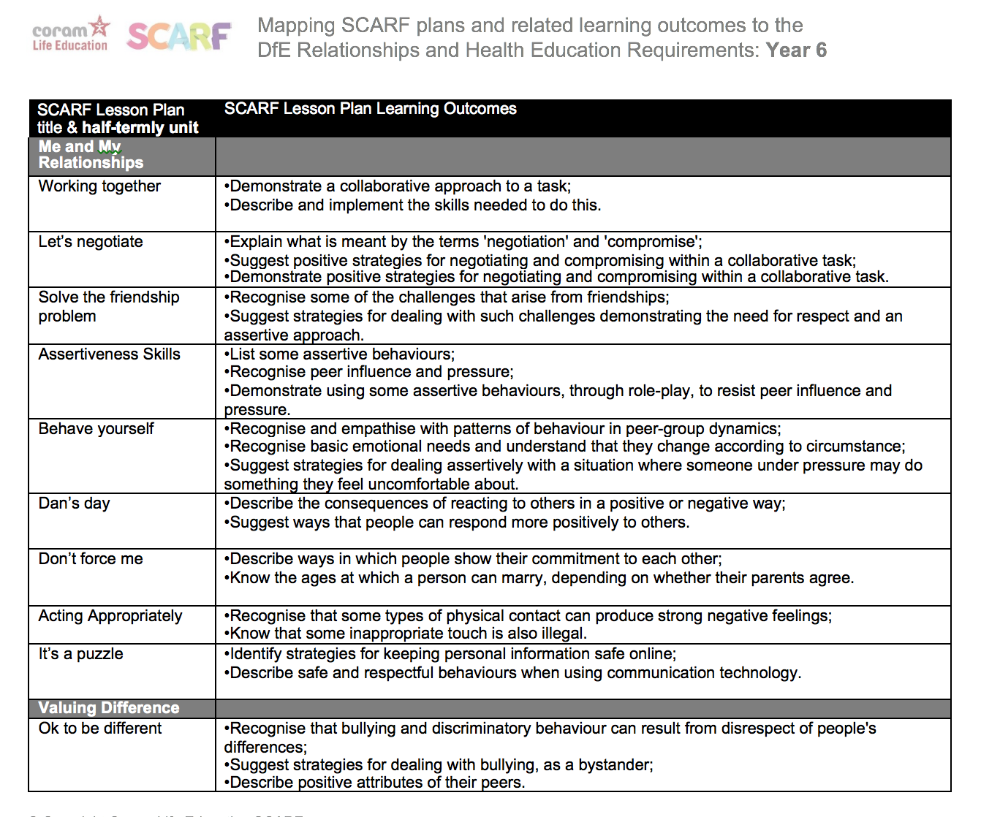 coram
Life Education
SCARF
Mapping SCARF plans and related learning outcomes to the
DfE Relationships and Health Education Requirements: Year 6
SCARF Lesson Plan
title & half-termly unit
SCARF Lesson Plan Learning Outcomes
Me and My
Relationships
Working together
•Demonstrate a collaborative approach to a task;
•Describe and implement the skills needed to do this.
Let’s negotiate
•Explain what is meant by the terms 'negotiation' and 'compromise';
•Suggest positive strategies for negotiating and compromising within a collaborative task;
•Demonstrate positive strategies for negotiating and compromising within a collaborative task.
Solve the friendship
problem
•Recognise some of the challenges that arise from friendships;
•Suggest strategies for dealing with such challenges demonstrating the need for respect and an
assertive approach.
Assertiveness Skills
•List some assertive behaviours;
•Recognise peer influence and pressure;
•Demonstrate using some assertive behaviours, through role-play, to resist peer influence and
pressure.
Behave yourself
•Recognise and empathise with patterns of behaviour in peer-group dynamics;
•Recognise basic emotional needs and understand that they change according to circumstance;
•Suggest strategies for dealing assertively with a situation where someone under pressure may do
something they feel uncomfortable about.
Dan’s day
•Describe the consequences of reacting to others in a positive or negative way;
•Suggest ways that people can respond more positively to others.
Don’t force me
•Describe ways in which people show their commitment to each other;
•Know the ages at which a person can marry, depending on whether their parents agree.
Acting Appropriately
•Recognise that some types of physical contact can produce strong negative feelings;
•Know that some inappropriate touch is also illegal.
It’s a puzzle
•Identify strategies for keeping personal information safe online;
•Describe safe and respectful behaviours when using communication technology.
Valuing Difference
Ok to be different
•Recognise that bullying and discriminatory behaviour can result from disrespect of people's
differences;
•Suggest strategies for dealing with bullying, as a bystander;
•Describe positive attributes of their peers.